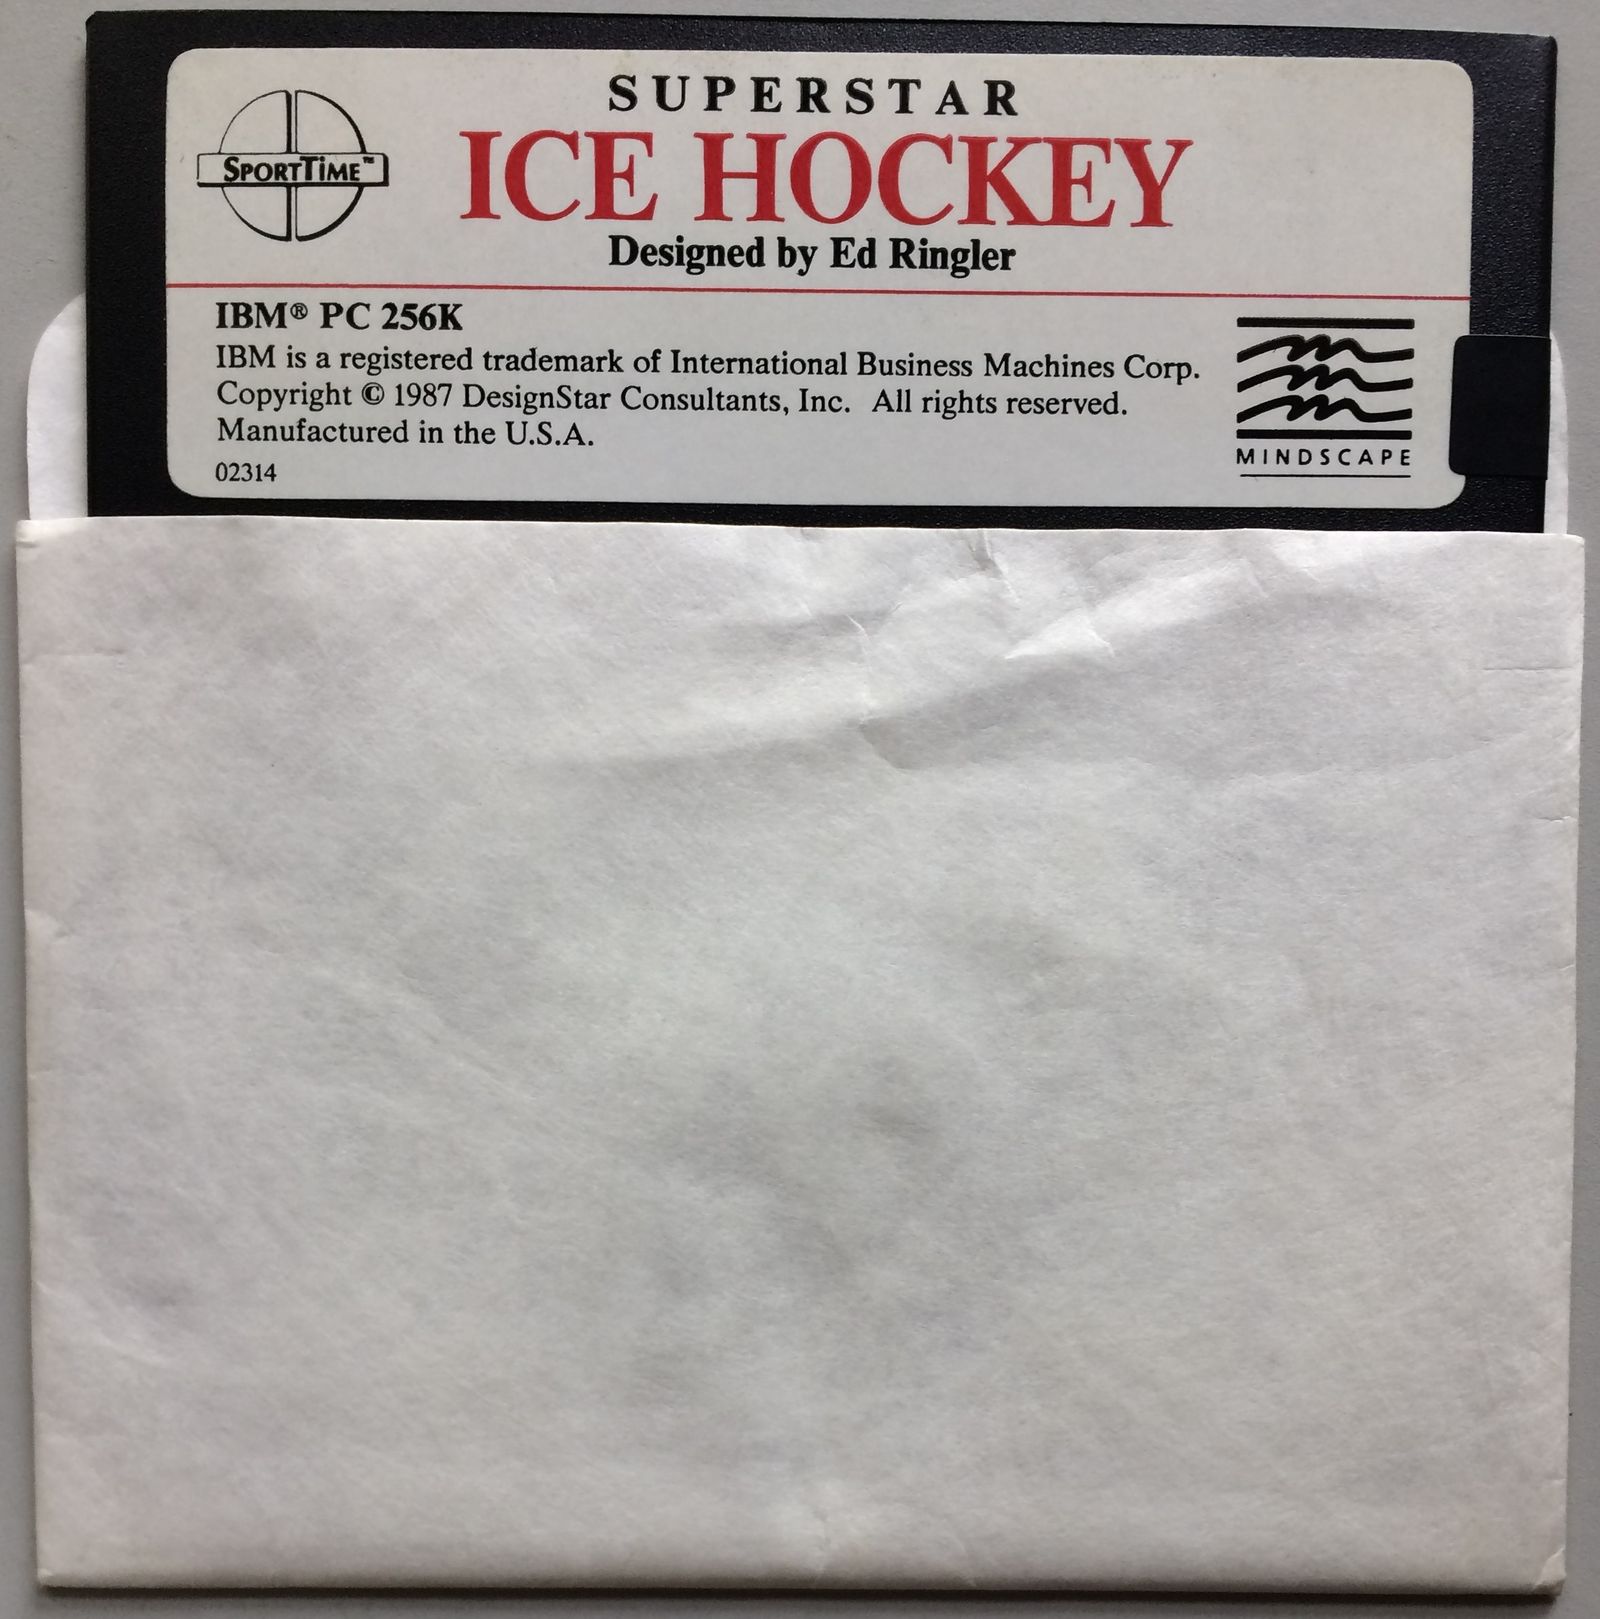 SUPERSTAR
SPORTTiME™
ICE HOCKEY
Designed by Ed Ringler
IBM® PC 256K
IBM is a registered trademark of International Business Machines Corp.
Copyright © 1987 DesignStar Consultants, Inc. All rights reserved.
Manufactured in the U.S.A.
02314
MINDSCAPE